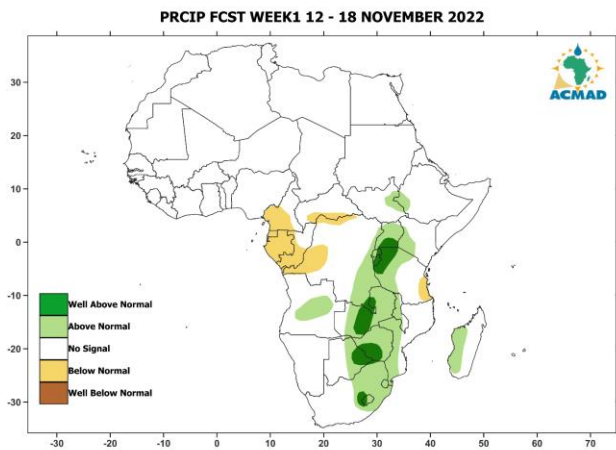 PRCIP FCST WEEK1 12 - 18 NOVEMBER 2022
ACMAD
30
20
10
0
-10
-20
-30
Well Above Normal
Above Normal
No Signal
Below Normal
Well Below Normal
-30 -20 -10 0 10 20 30 40 50 60 70